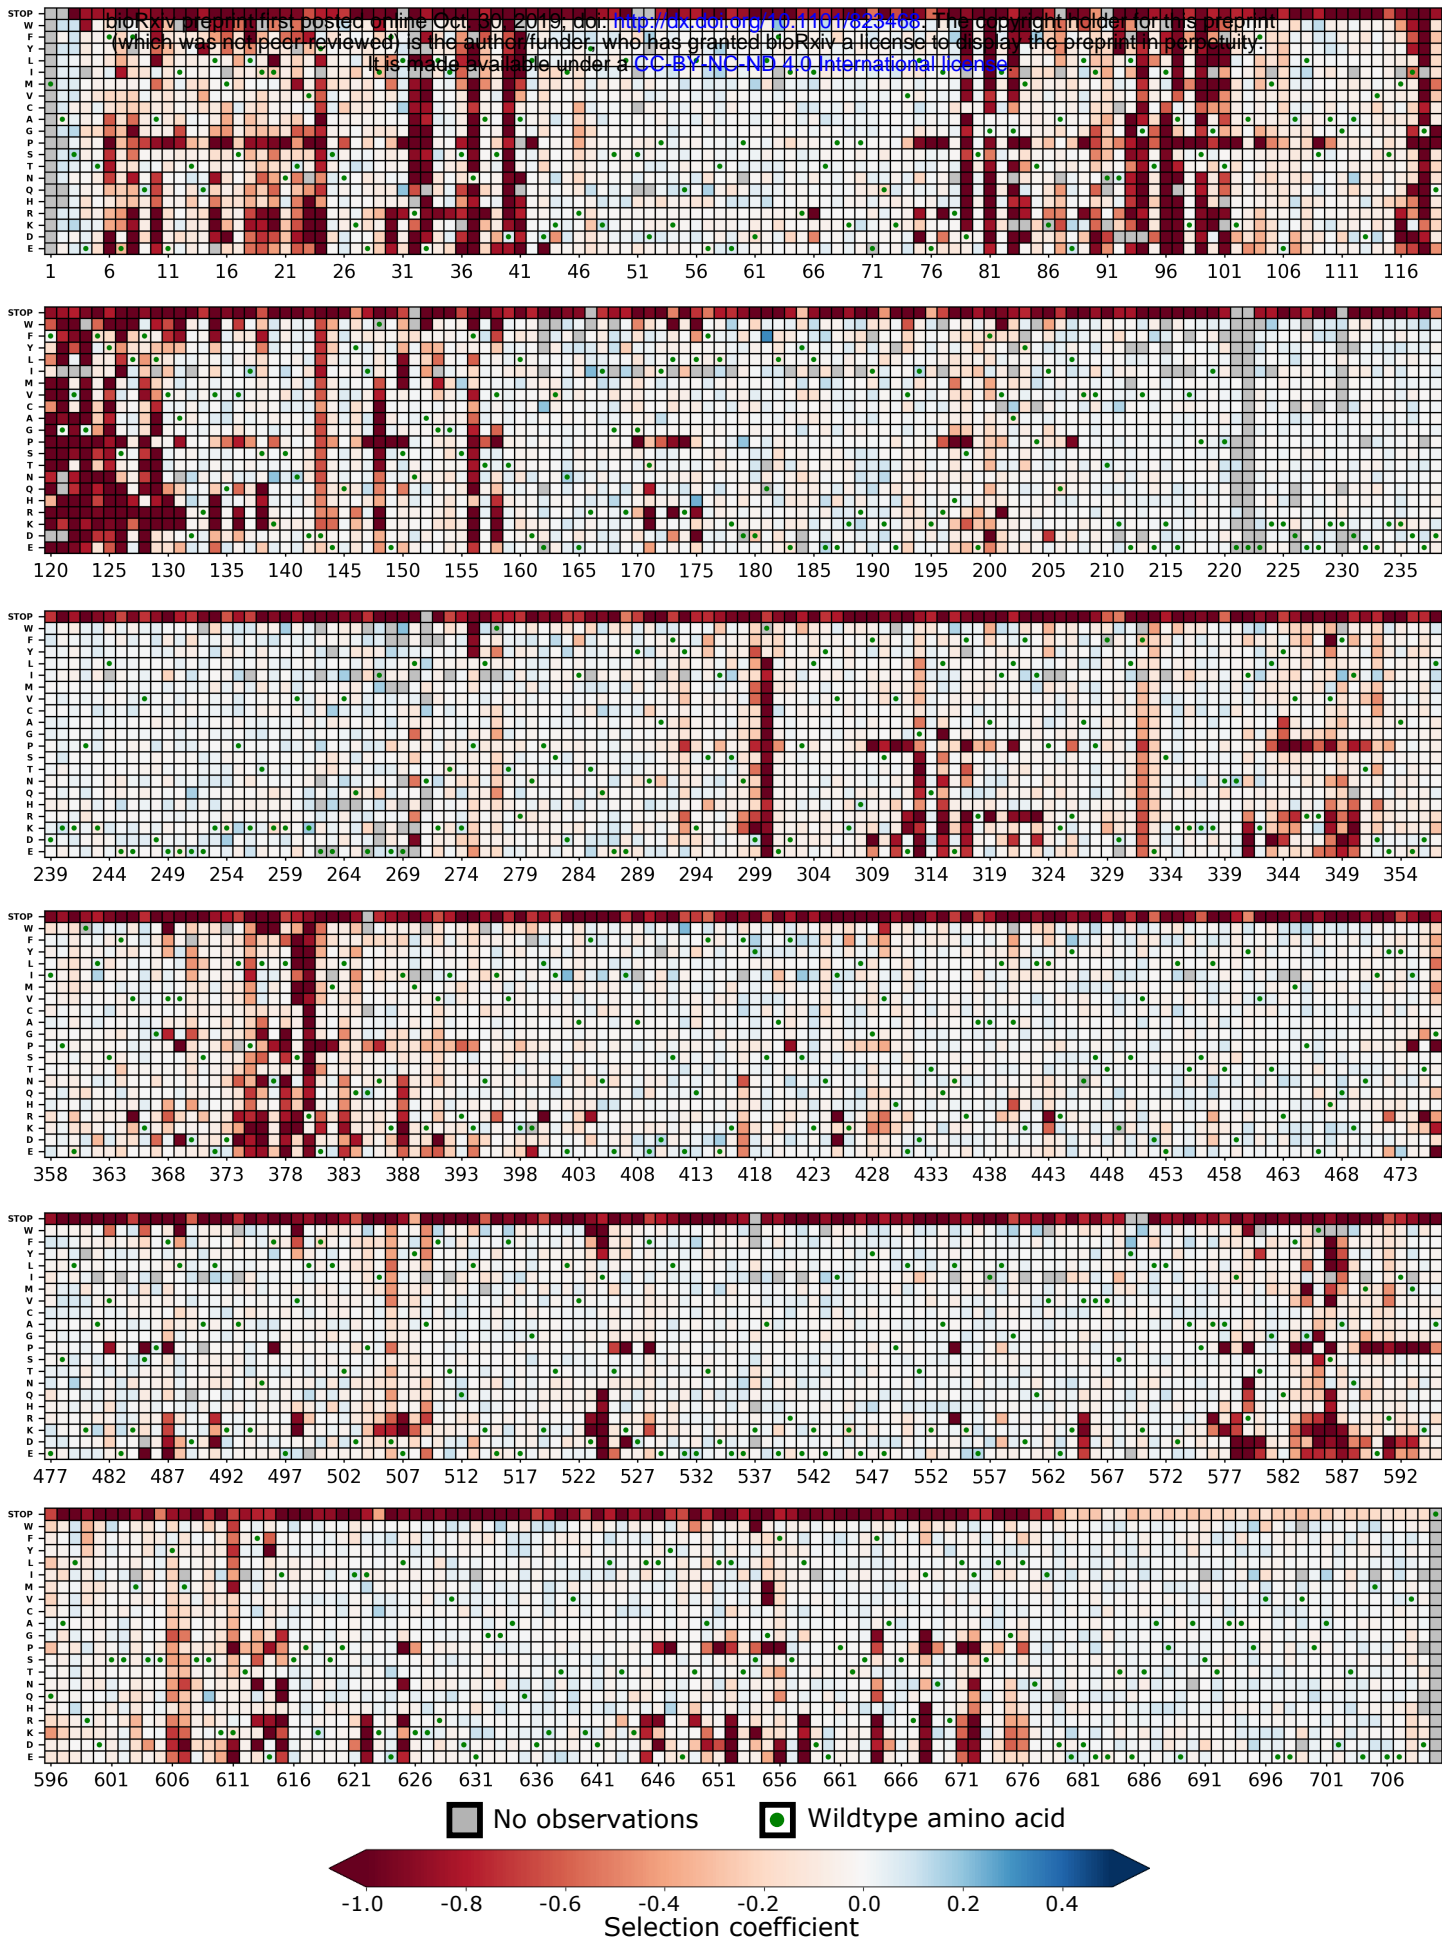 bioRxiv preprint first posted online Oct. 30, 2019; doi: http://dx.doi.org/10.1101/823468. The copyright holder for this preprint
(which was not peer-reviewed) is the author/funder, who has granted bioRxiv a license to display the preprint in perpetuity.
It is made available under a CC-BY-NC-ND 4.0 International license.
STOP
W
F
Y
L
I
M
V
C
A
G
P
S
T
N
Q
H
R
K
D
E
1 6 11 16 21 26 31 36 41 46 51 56 61 66 71 76 81 86 91 96 101 106 111 116
STOP
W
F
Y
L
I
M
V
C
A
G
P
S
T
N
Q
H
R
K
D
E
120 125 130 135 140 145 150 155 160 165 170 175 180 185 190 195 200 205 210 215 220 225 230 235
STOP
W
F
Y
L
I
M
V
C
A
G
P
S
T
N
Q
H
R
K
D
E
239 244 249 254 259 264 269 274 279 284 289 294 299 304 309 314 319 324 329 334 339 344 349 354
STOP
W
F
Y
L
I
M
V
C
A
G
P
S
T
N
Q
H
R
K
D
E
358 363 368 373 378 383 388 393 398 403 408 413 418 423 428 433 438 443 448 453 458 463 468 473
STOP
W
F
Y
L
I
M
V
C
A
G
P
S
T
N
Q
H
R
K
D
E
477 482 487 492 497 502 507 512 517 522 527 532 537 542 547 552 557 562 567 572 577 582 587 592
STOP
W
F
Y
L
I
M
V
C
A
G
P
S
T
N
Q
H
R
K
D
E
596 601 606 611 616 621 626 631 636 641 646 651 656 661 666 671 676 681 686 691 696 701 706
No observations Wildtype amino acid
-1.0 -0.8 -0.6 -0.4 -0.2 0.0 0.2 0.4
Selection coefficient